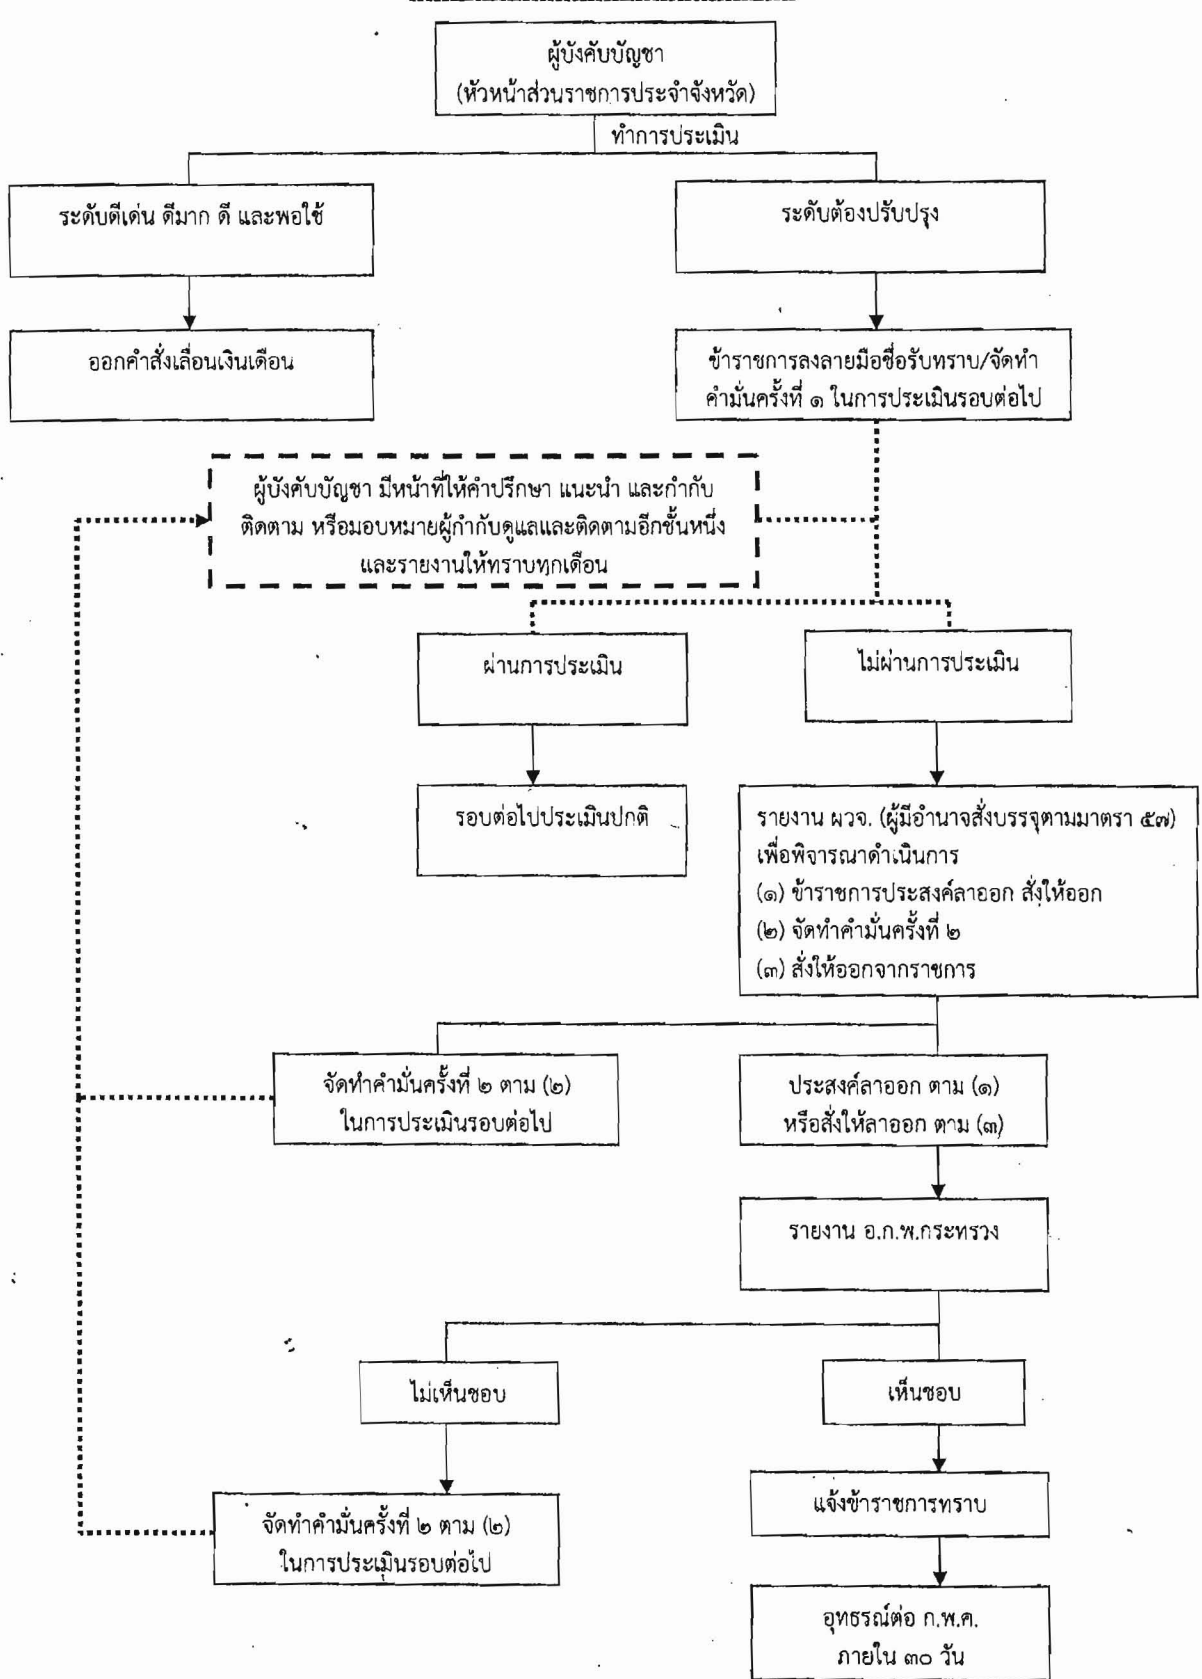 ผู้บังคับบัญชา
(หัวหน้าส่วนราชการประจำจังหวัด)
ทำการประเมิน
ระดับดีเด่น ดีมาก ดี และพอใช้
ระดับต้องปรับปรุง
ออกคำสั่งเลื่อนเงินเดือน
ข้าราชการลงลายมือชื่อรับทราบ/จัดทำ
คำมั่นครั้งที่ ๑ ในการประเมินรอบต่อไป
ผู้บังคับบัญชา มีหน้าที่ให้คำปรึกษา แนะนำ และกำกับ
ติดตาม หรือมอบหมายผู้กำกับดูแลและติดตามอีกชั้นหนึ่ง
และรายงานให้ทราบทุกเดือน
ผ่านการประเมิน
ไม่ผ่านการประเมิน
รอบต่อไปประเมินปกติ
รายงาน ผวจ. (ผู้มีอำนาจสั่งบรรจุตามมาตรา ๕๗)
เพื่อพิจารณาดำเนินการ
(๑) ข้าราชการประสงค์ลาออก สั่งให้ออก
(๒) จัดทำคำมั่นครั้งที่ ๒
(๓) สั่งให้ออกจากราชการ
จัดทำคำมั่นครั้งที่ ๒ ตาม (๒)
ในการประเมินรอบต่อไป
ประสงค์ลาออก ตาม (๑)
หรือสั่งให้ลาออก ตาม (๓)
รายงาน อ.ก.พ.กระทรวง
ไม่เห็นชอบ
เห็นชอบ
จัดทำคำมั่นครั้งที่ ๒ ตาม (๒)
ในการประเมินรอบต่อไป
แจ้งข้าราชการทราบ
อุทธรณ์ต่อ ก.พ.ค.
ภายใน ๓๐ วัน